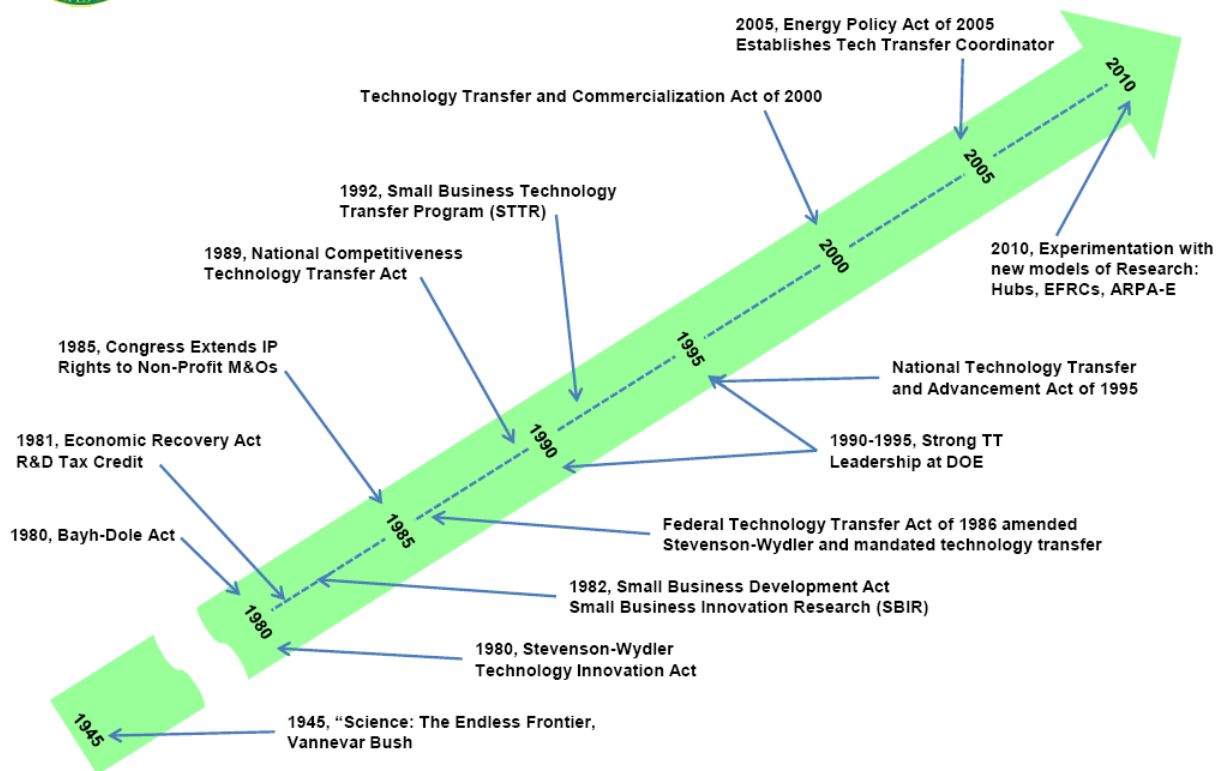 2005, Energy Policy Act of 2005
Establishes Tech Transfer Coordinator
2010
Technology Transfer and Commercialization Act of 2000
2005
1992, Small Business Technology
Transfer Program (STTR)
2000
2010, Experimentation with
new models of Research:
Hubs, EFRCs, ARPA-E
1989, National Competitiveness
Technology Transfer Act
1995
1985, Congress Extends IP
Rights to Non-Profit M&Os
National Technology Transfer
and Advancement Act of 1995
1990
1981, Economic Recovery Act
R&D Tax Credit
1990-1995, Strong TT
Leadership at DOE
1985
1980, Bayh-Dole Act
Federal Technology Transfer Act of 1986 amended
Stevenson-Wydler and mandated technology transfer
1982, Small Business Development Act
Small Business Innovation Research (SBIR)
1980
1980, Stevenson-Wydler
Technology Innovation Act
1945
1945, “Science: The Endless Frontier,
Vannevar Bush